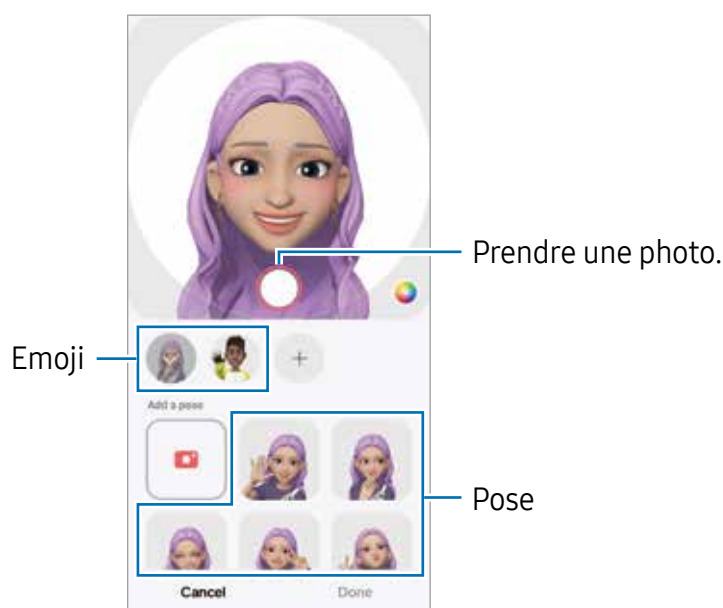 Prendre une photo.
Emoji
Add a pose
Pose
Cancel
Done